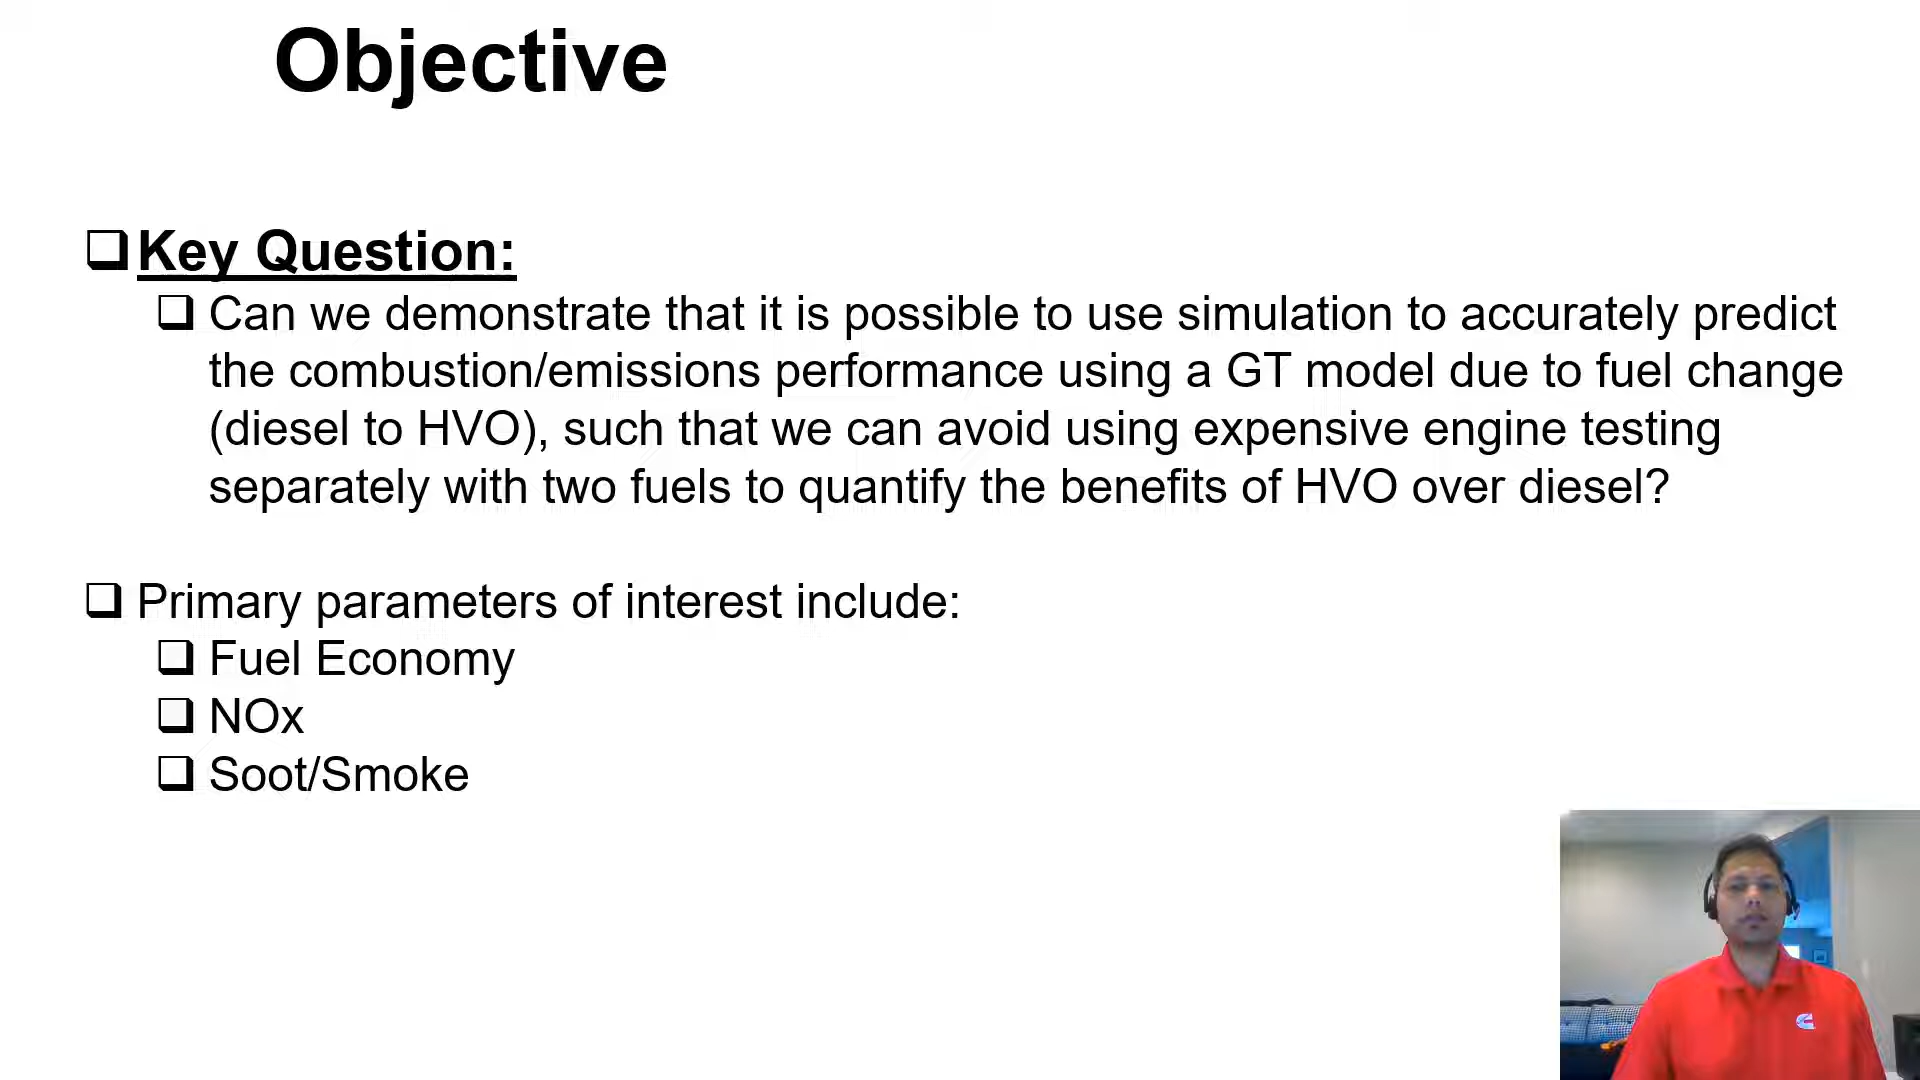 Objective
Key Question:
Can we demonstrate that it is possible to use simulation to accurately predict
the combustion/emissions performance using a GT model due to fuel change
(diesel to HVO), such that we can avoid using expensive engine testing
separately with two fuels to quantify the benefits of HVO over diesel?
Primary parameters of interest include:
Fuel Economy
NOx
Soot/Smoke